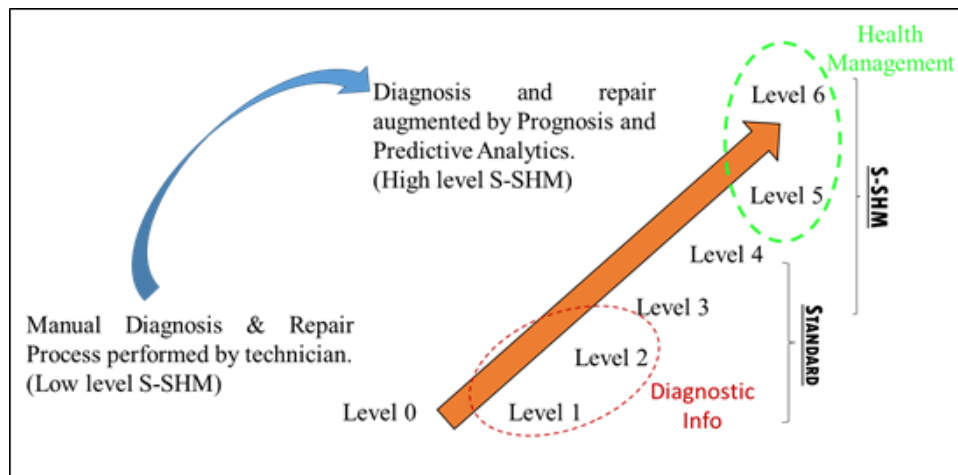 Health
Management
Level 6
Diagnosis and repair
augmented by Prognosis and
Predictive Analytics.
(High level S-SHM)
Level 5
S-SHM
Level 4
Level 3
Manual Diagnosis & Repair
Process performed by technician.
(Low level S-SHM)
Level 2
STANDARD
Diagnostic
Info
Level 0
Level 1